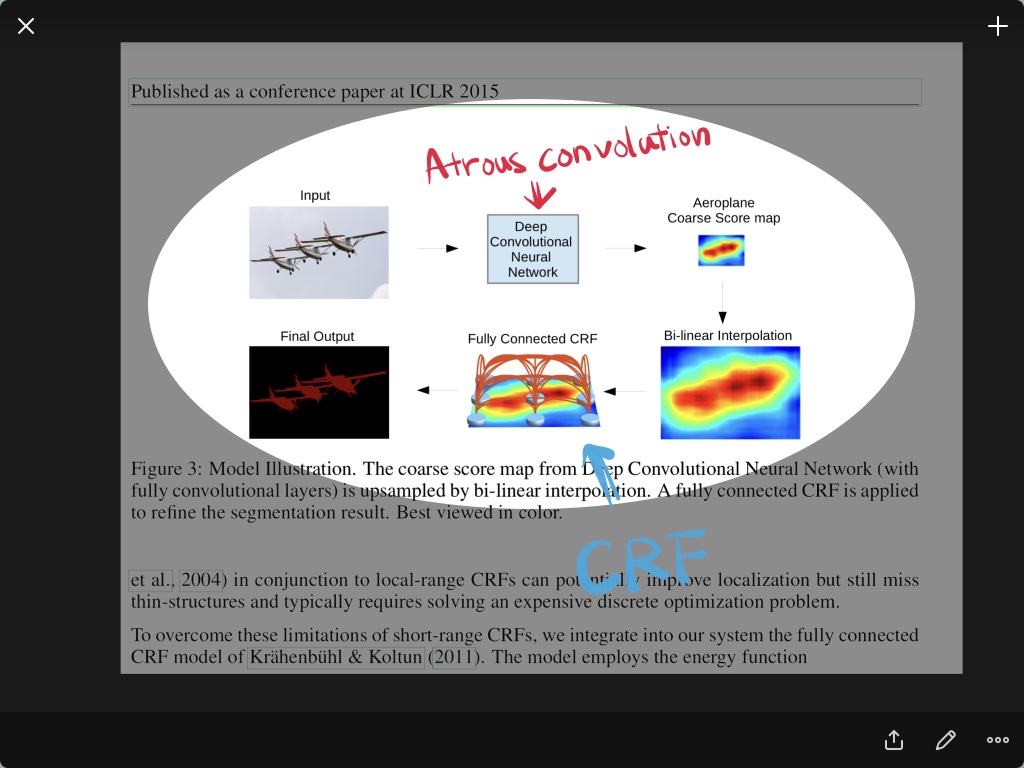 Published as a conference paper at ICLR 2015
Atrous convolution
Input
Deep
Convolutional
Neural
Network
Aeroplane
Coarse Score map
Final Output
Fully Connected CRF
Bi-linear Interpolation
Figure 3: Model Illustration. The coarse score map from Deep Convolutional Neural Network (with
fully convolutional layers) is upsampled by bi-linear interpolation. A fully connected CRF is applied
to refine the segmentation result. Best viewed in color.
CRF
et al., 2004) in conjunction to local-range CRFs can potentially improve localization but still miss
thin-structures and typically requires solving an expensive discrete optimization problem.
To overcome these limitations of short-range CRFs, we integrate into our system the fully connected
CRF model of Krähenbühl & Koltun (2011). The model employs the energy function